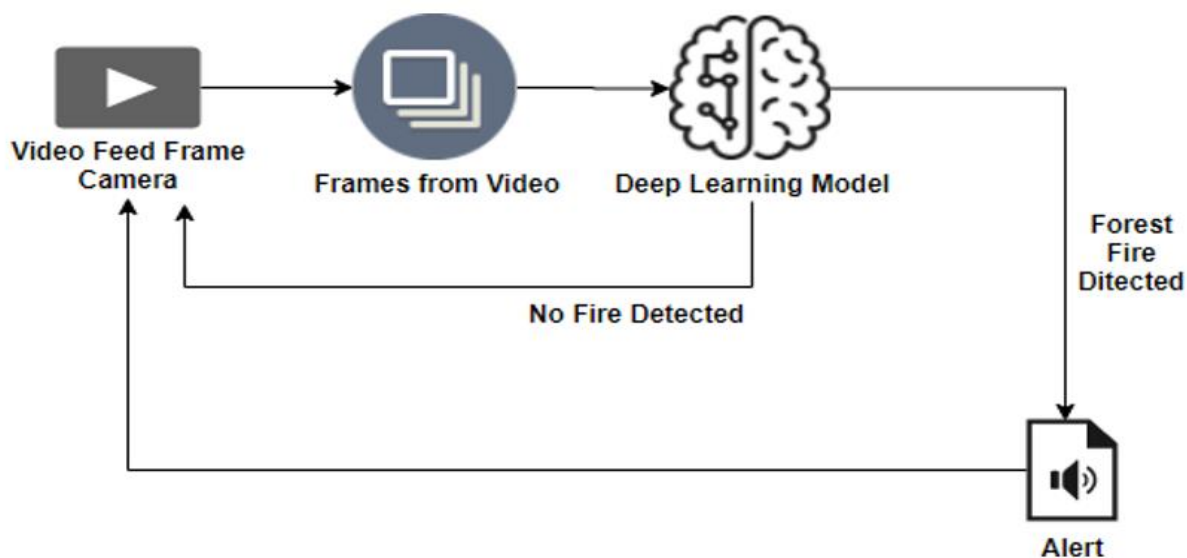 Video Feed Frame
Camera
Frames from Video
Deep Learning Model
Forest
Fire
Ditected
No Fire Detected
Alert